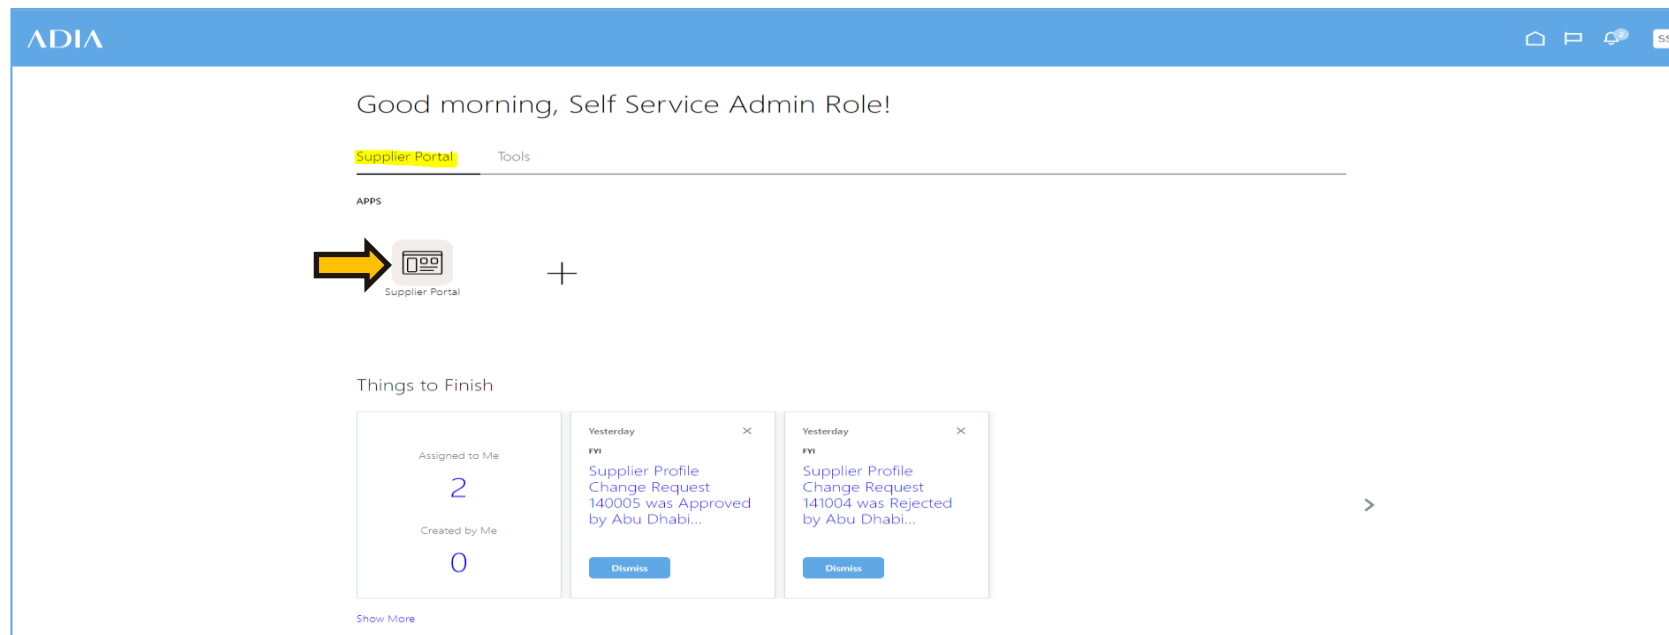 ADIA
2
SS
Good morning, Self Service Admin Role!
Supplier Portal
Tools
APPS
Supplier Portal
Things to Finish
Assigned to Me
2
Created by Me
0
Yesterday
FYI
Supplier Profile
Change Request
140005 was Approved
by Abu Dhabi...
Dismiss
Yesterday
FYI
Supplier Profile
Change Request
141004 was Rejected
by Abu Dhabi...
Dismiss
Show More